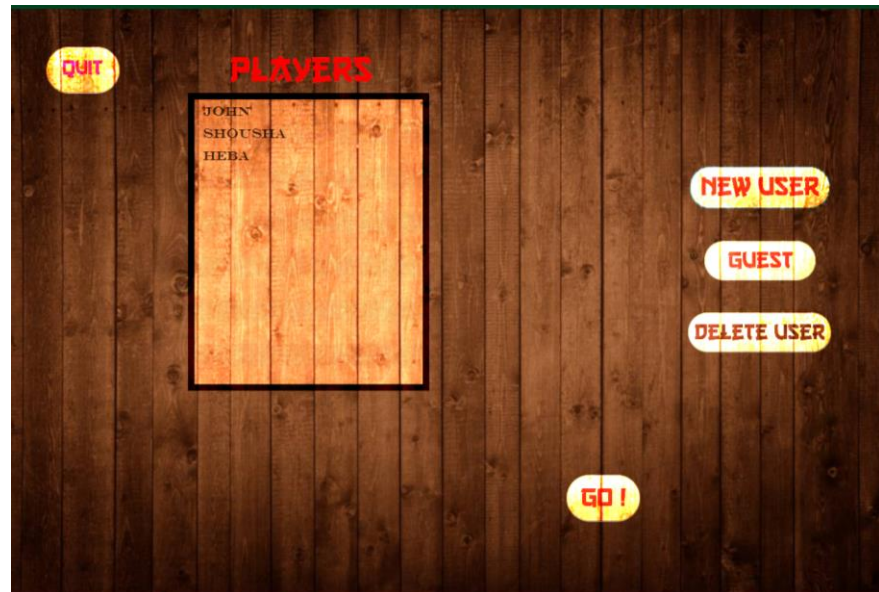 QUIT
PLAYERS
JOHN
SHOUSHA
HEBA
NEW USER
GUEST
DELETE USER
GO !